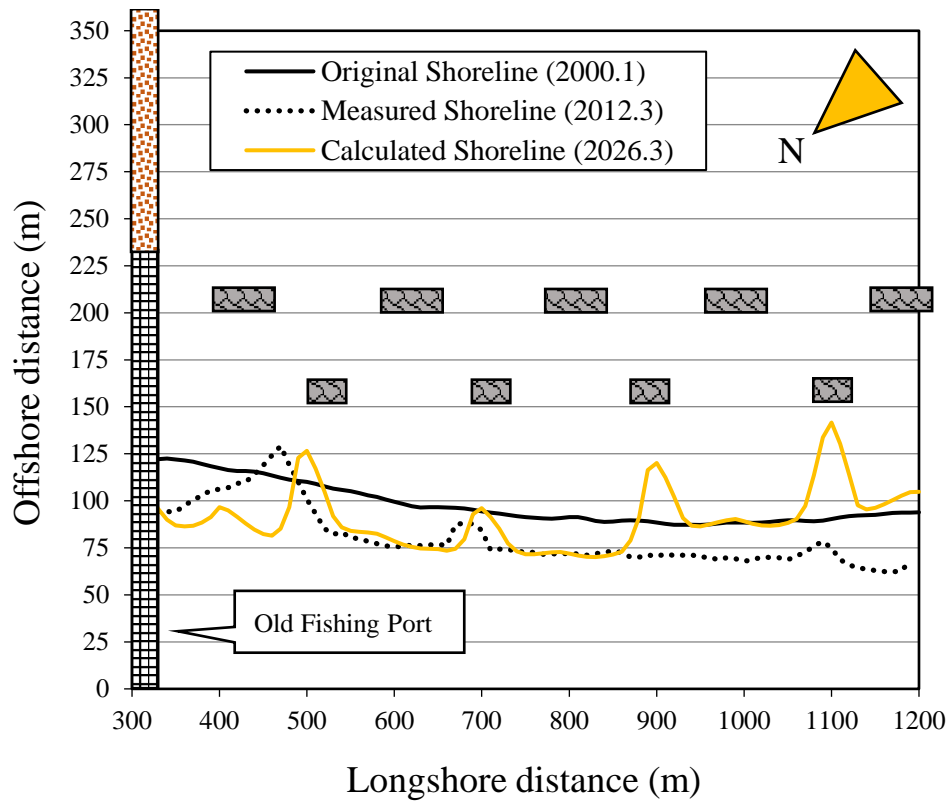 350
325
300
275
250
225
200
175
150
125
100
75
50
25
0
Offshore distance (m)
Original Shoreline (2000.1)
Measured Shoreline (2012.3)
Calculated Shoreline (2026.3)
N
Old Fishing Port
300 400 500 600 700 800 900 1000 1100 1200
Longshore distance (m)